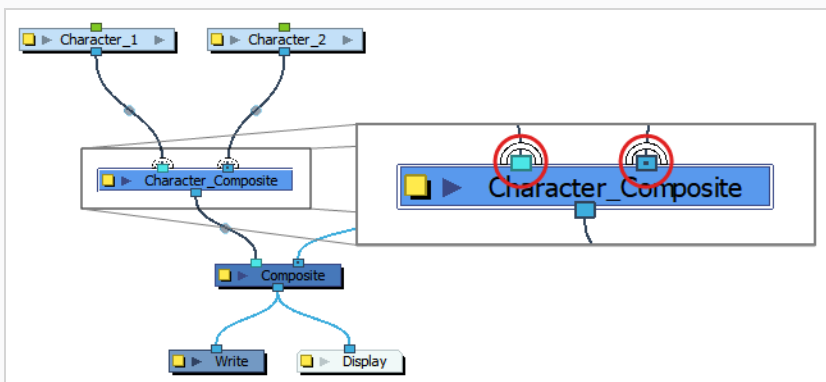 Character_1
Character_2
Character_Composite
Character_Composite
Composite
Write
Display